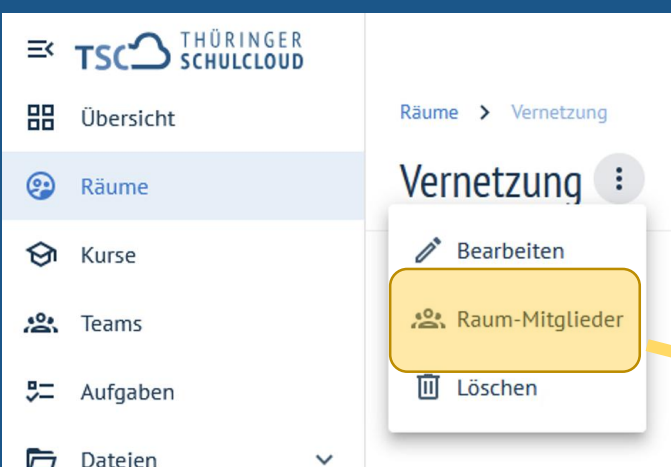 TSC THÜRINGER
SCHULCLOUD
Übersicht
Räume
Kurse
Teams
Aufgaben
Dateien
Räume > Vernetzung
Vernetzung
Bearbeiten
Raum-Mitglieder
Löschen